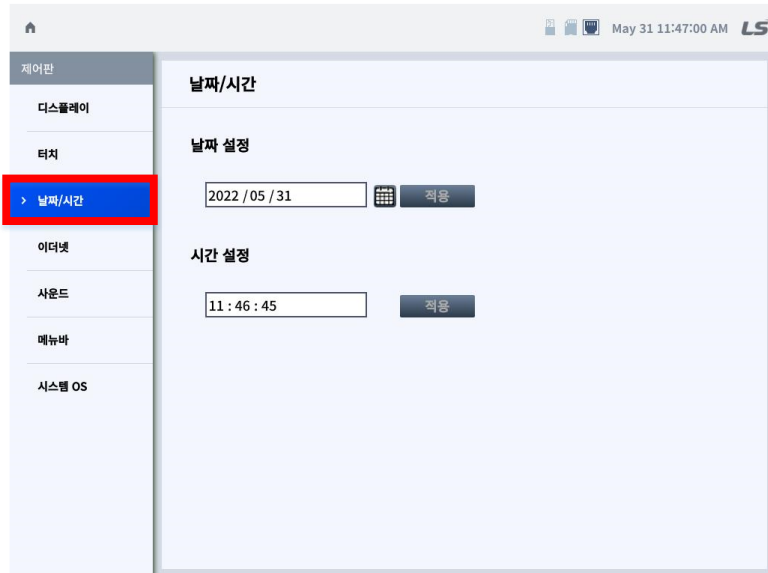 May 31 11:47:00 AM LS
제어판
디스플레이
터치
날짜/시간
이더넷
사운드
메뉴바
시스템 OS
날짜/시간
날짜 설정
2022 / 05 / 31
적용
시간 설정
11 : 46 : 45
적용